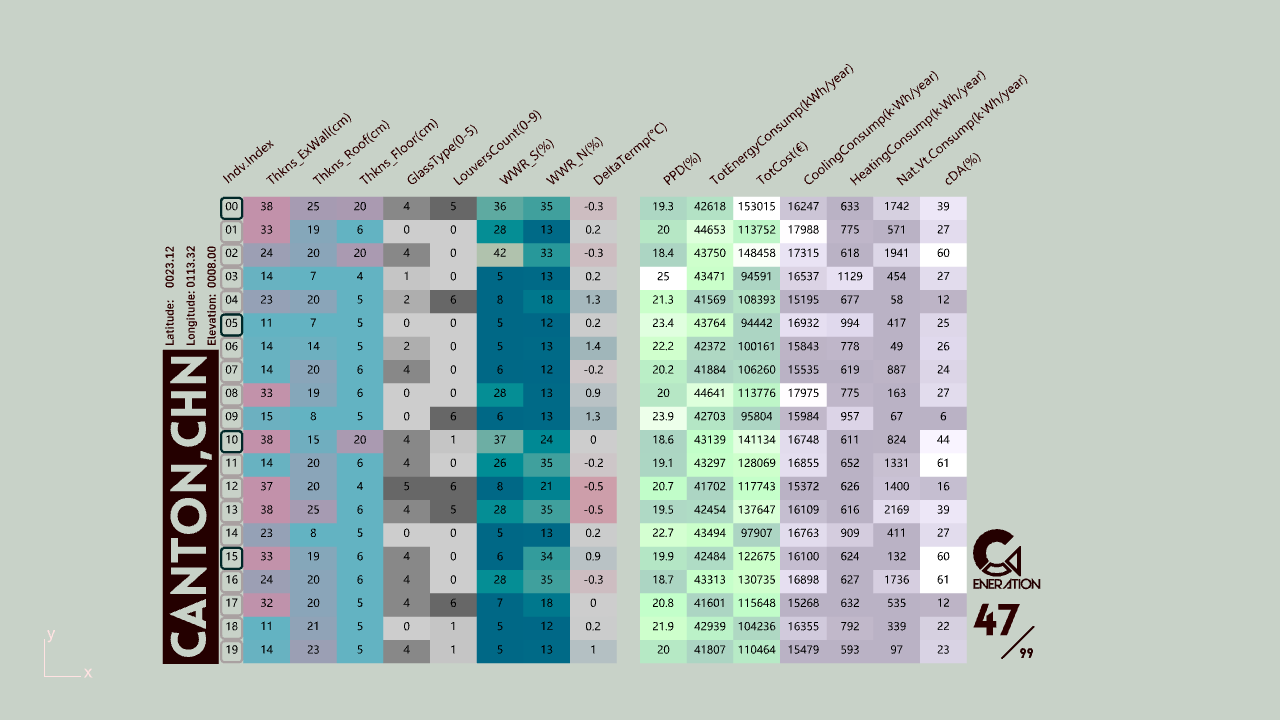 Indv.Index Thkns_ExWall(cm) Thkns_Roof(cm) Thkns_Floor(cm) GlassType(0-5) LouversCount(0-9) WWR_S(%) WWR_N(%) DeltaTermp(°C) PPD(%) TotEnergyConsump(kWh/year) TotCost(€) CoolingConsump(k·Wh/year) HeatingConsump(k·Wh/year) Nat.Vt.Consump(k·Wh/year) cDA(%)
00 38 25 20 4 5 36 35 -0.3 19.3 42618 153015 16247 633 1742 39
01 33 19 6 0 0 28 13 0.2 20 44653 113752 17988 775 571 27
02 24 20 20 4 0 42 33 -0.3 18.4 43750 148458 17315 618 1941 60
03 14 7 4 1 0 5 13 0.2 25 43471 94591 16537 1129 454 27
04 23 20 5 2 6 8 18 1.3 21.3 41569 108393 15195 677 58 12
05 11 7 5 0 0 5 12 0.2 23.4 43764 94442 16932 994 417 25
06 14 14 5 2 0 5 13 1.4 22.2 42372 100161 15843 778 49 26
07 14 20 6 4 0 6 12 -0.2 20.2 41884 106260 15535 619 887 24
08 33 19 6 0 0 28 13 0.9 20 44641 113776 17975 775 163 27
09 15 8 5 0 6 6 13 1.3 23.9 42703 95804 15984 957 67 6
10 38 15 20 4 1 37 24 0 18.6 43139 141134 16748 611 824 44
11 14 20 6 4 0 26 35 -0.2 19.1 43297 128069 16855 652 1331 61
12 37 20 4 5 6 8 21 -0.5 20.7 41702 117743 15372 626 1400 16
13 38 25 6 4 5 28 35 -0.5 19.5 42454 137647 16109 616 2169 39
14 23 8 5 0 0 5 13 0.2 22.7 43494 97907 16763 909 411 27
15 33 19 6 4 0 6 34 0.9 19.9 42484 122675 16100 624 132 60
16 24 20 6 4 0 28 35 -0.3 18.7 43313 130735 16898 627 1736 61
17 32 20 5 4 6 7 18 0 20.8 41601 115648 15268 632 535 12
18 11 21 5 0 1 5 12 0.2 21.9 42939 104236 16355 792 339 22
19 14 23 5 4 1 5 13 1 20 41807 110464 15479 593 97 23
Latitude: 0023.12
Longitude: 0113.32
Elevation: 0008.00
CANTON,CHN
GENERATION
47/99
y
x